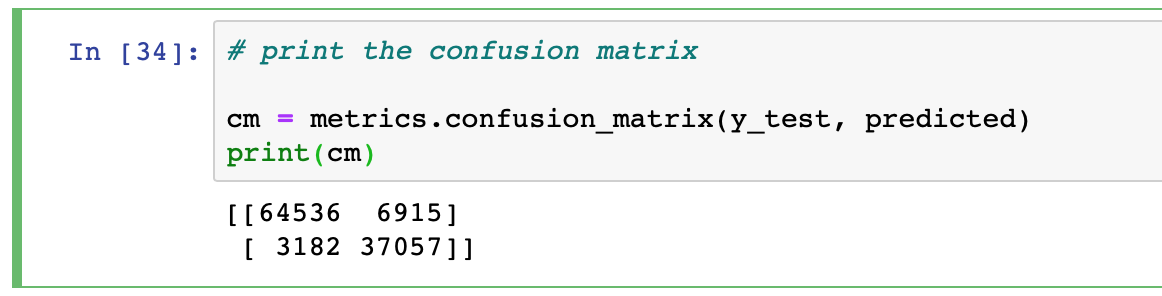 In [34]: # print the confusion matrix
cm = metrics.confusion_matrix(y_test, predicted)
print(cm)
[[64536  6915]
 [ 3182 37057]]